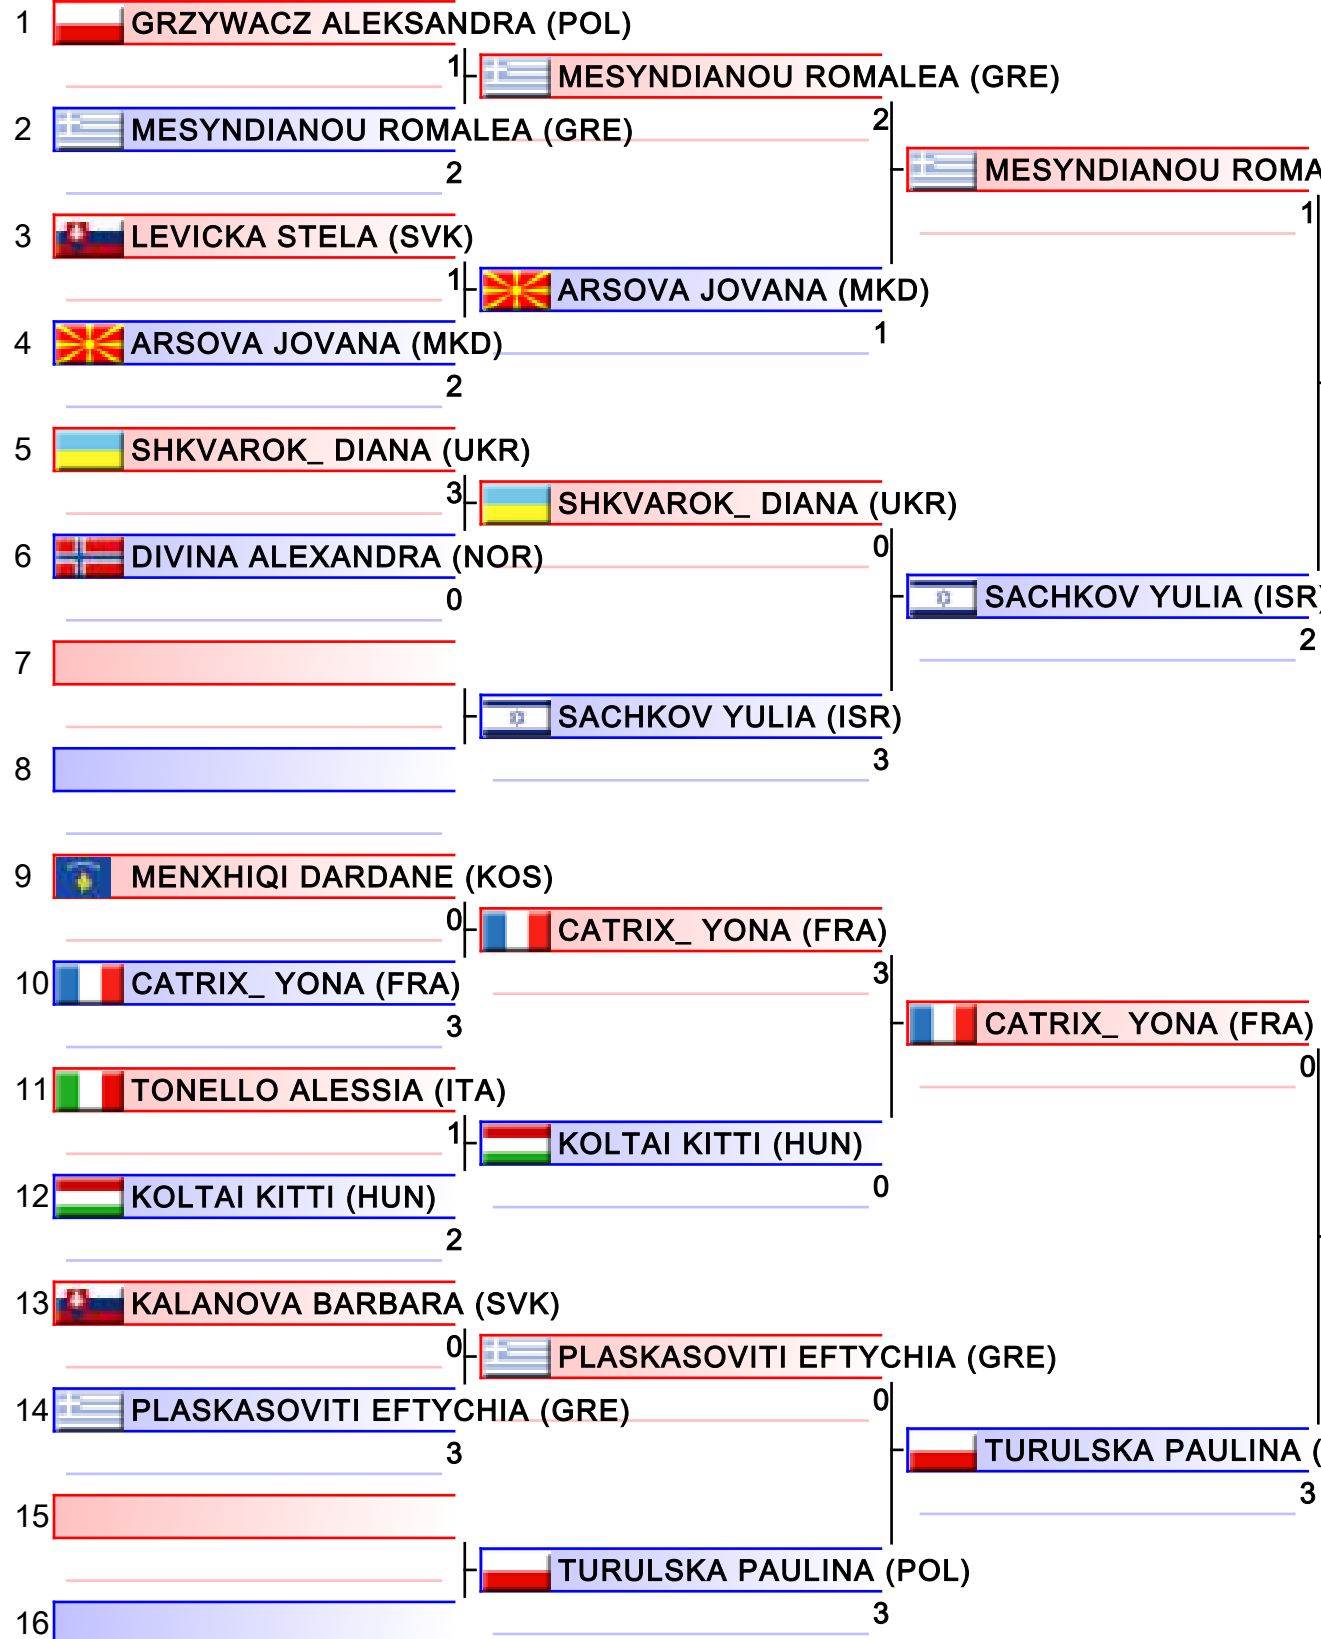 1 GRZYWACZ ALEKSANDRA (POL)
1 MESYNDIANOU ROMALEA (GRE)
2 MESYNDIANOU ROMALEA (GRE)
2
2
MESYNDIANOU ROMA
1
3 LEVICKA STELA (SVK)
1 ARSOVA JOVANA (MKD)
1
4 ARSOVA JOVANA (MKD)
2
5 SHKVAROK_ DIANA (UKR)
3 SHKVAROK_ DIANA (UKR)
0
6 DIVINA ALEXANDRA (NOR)
0
SACHKOV YULIA (ISR)
2
7
SACHKOV YULIA (ISR)
3
8
9 MENXHIQI DARDANE (KOS)
0 CATRIX_ YONA (FRA)
3
10 CATRIX_ YONA (FRA)
3
CATRIX_ YONA (FRA)
0
11 TONELLO ALESSIA (ITA)
1 KOLTAI KITTI (HUN)
0
12 KOLTAI KITTI (HUN)
2
13 KALANOVA BARBARA (SVK)
0 PLASKASOVITI EFTYCHIA (GRE)
0
14 PLASKASOVITI EFTYCHIA (GRE)
3
TURULSKA PAULINA (
3
15
TURULSKA PAULINA (POL)
3
16